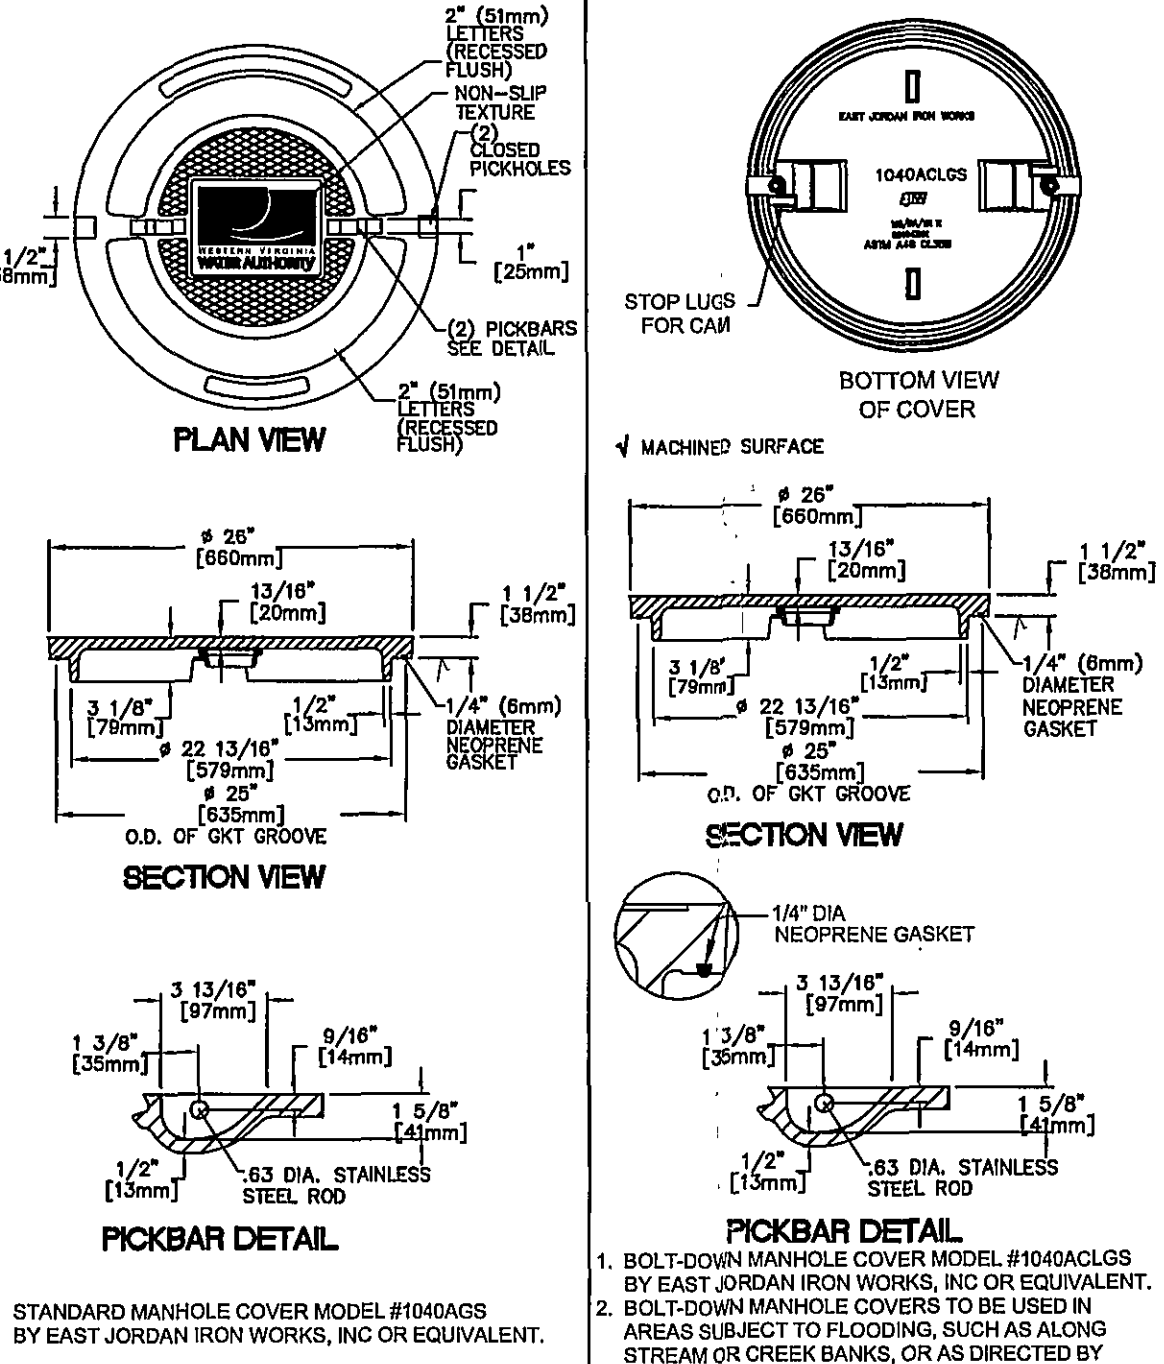 2" (51mm)
LETTERS
(RECESSED
FLUSH)
NON-SLIP
TEXTURE
(2)
CLOSED
PICKHOLES
1/2"
1"
[25mm]
WESTERN VIRGINIA
WATER AUTHORITY
(2) PICKBARS
SEE DETAIL
2" (51mm)
LETTERS
(RECESSED
FLUSH)
PLAN VIEW
ø 26"
[660mm]
13/16"
[20mm]
1 1/2"
[38mm]
3 1/8"
[79mm]
1/2"
[13mm]
1/4" (6mm)
DIAMETER
NEOPRENE
GASKET
ø 22 13/16"
[579mm]
ø 25"
[635mm]
O.D. OF GKT GROOVE
SECTION VIEW
3 13/16"
[97mm]
1 3/8"
[35mm]
9/16"
[14mm]
1 5/8"
[41mm]
1/2"
[13mm]
.63 DIA. STAINLESS
STEEL ROD
PICKBAR DETAIL
STANDARD MANHOLE COVER MODEL #1040AGS
BY EAST JORDAN IRON WORKS, INC OR EQUIVALENT.
EAST JORDAN IRON WORKS
1040ACLGS
EJIW
ASTM A48
STOP LUGS
FOR CAM
BOTTOM VIEW
OF COVER
MACHINED SURFACE
ø 26"
[660mm]
13/16"
[20mm]
1 1/2"
[38mm]
3 1/8"
[79mm]
1/2"
[13mm]
1/4" (6mm)
DIAMETER
NEOPRENE
GASKET
ø 22 13/16"
[579mm]
ø 25"
[635mm]
O.D. OF GKT GROOVE
SECTION VIEW
1/4" DIA
NEOPRENE GASKET
3 13/16"
[97mm]
1 3/8"
[35mm]
9/16"
[14mm]
1 5/8"
[41mm]
1/2"
[13mm]
.63 DIA. STAINLESS
STEEL ROD
PICKBAR DETAIL
1. BOLT-DOWN MANHOLE COVER MODEL #1040ACLGS
BY EAST JORDAN IRON WORKS, INC OR EQUIVALENT.
2. BOLT-DOWN MANHOLE COVERS TO BE USED IN
AREAS SUBJECT TO FLOODING, SUCH AS ALONG
STREAM OR CREEK BANKS, OR AS DIRECTED BY